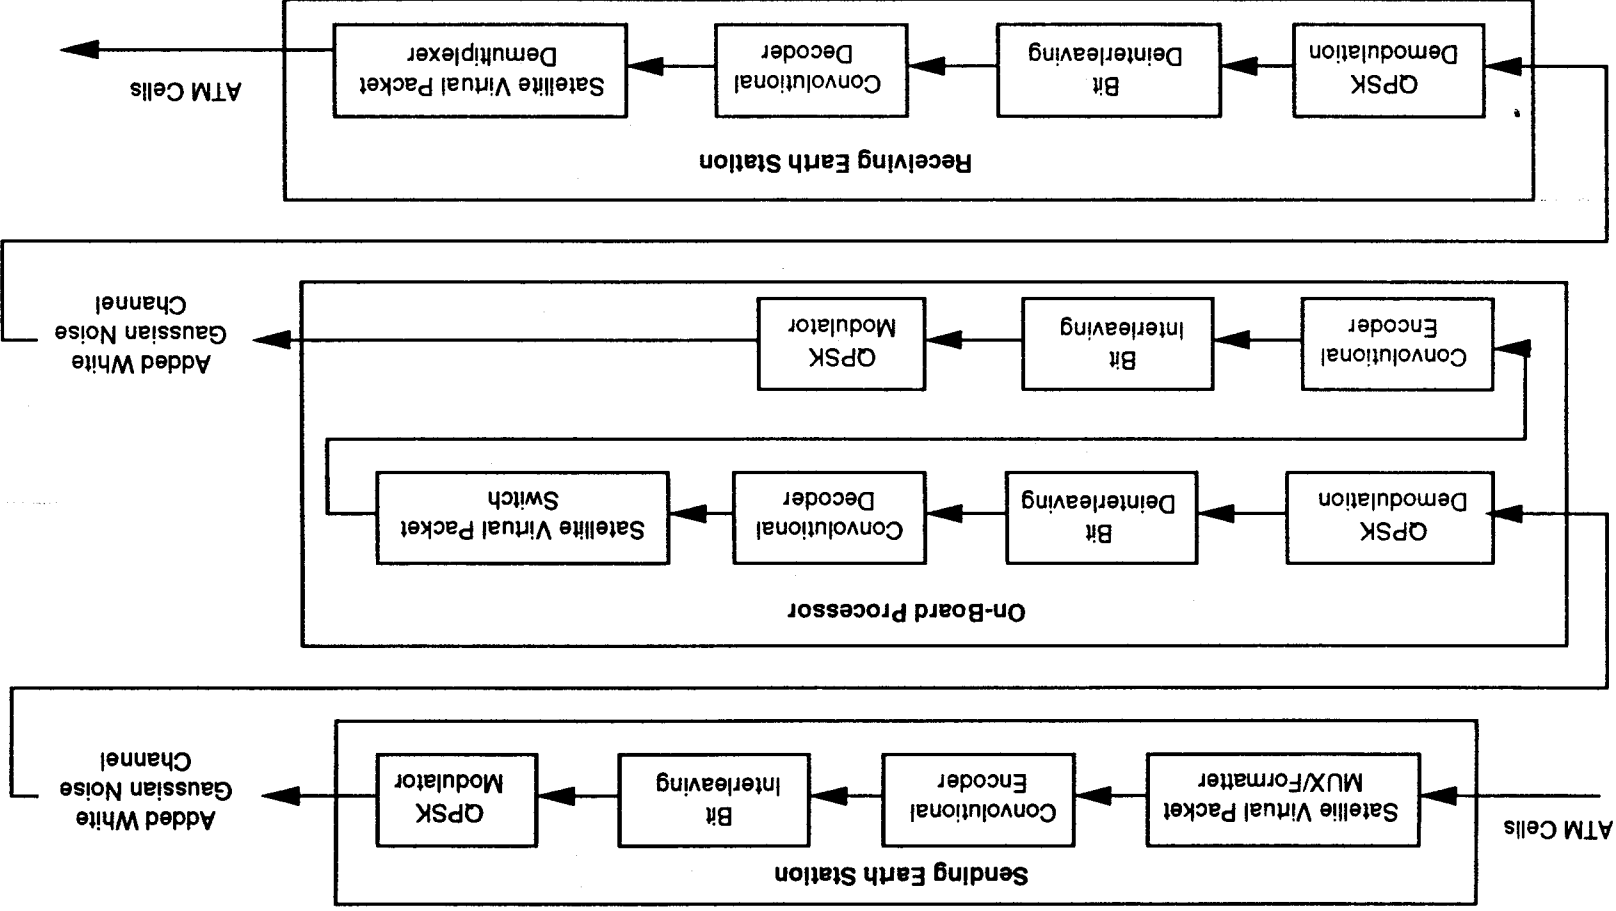 Sending Earth Station
ATM Cells
Satellie Virtual Packet
MUX/Formatter
Convolutional
Encoder
Bit
Interleaving
QPSK
Modulator
Added White
Gaussian Noise
Channel
On-Board Processor
QPSK
Demodulation
Bit
Deinterleaving
Convolutional
Decoder
Satellite Virtual Packet
Switch
Convolutional
Encoder
Bit
Interleaving
QPSK
Modulator
Added White
Gaussian Noise
Channel
Receiving Earth Station
QPSK
Demodulation
Bit
Deinterleaving
Convolutional
Decoder
Satellite Virtual Packet
Demultiplexer
ATM Cells